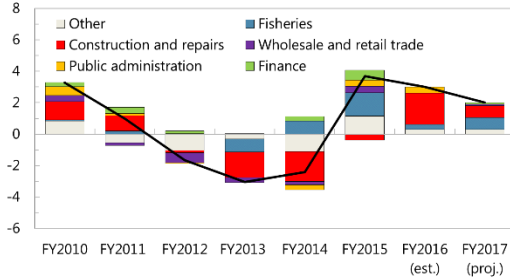 8
6
4
2
0
-2
-4
-6
Other
Fisheries
Construction and repairs
Wholesale and retail trade
Public administration
Finance
FY2010 FY2011 FY2012 FY2013 FY2014 FY2015 FY2016 FY2017
(est.) (proj.)